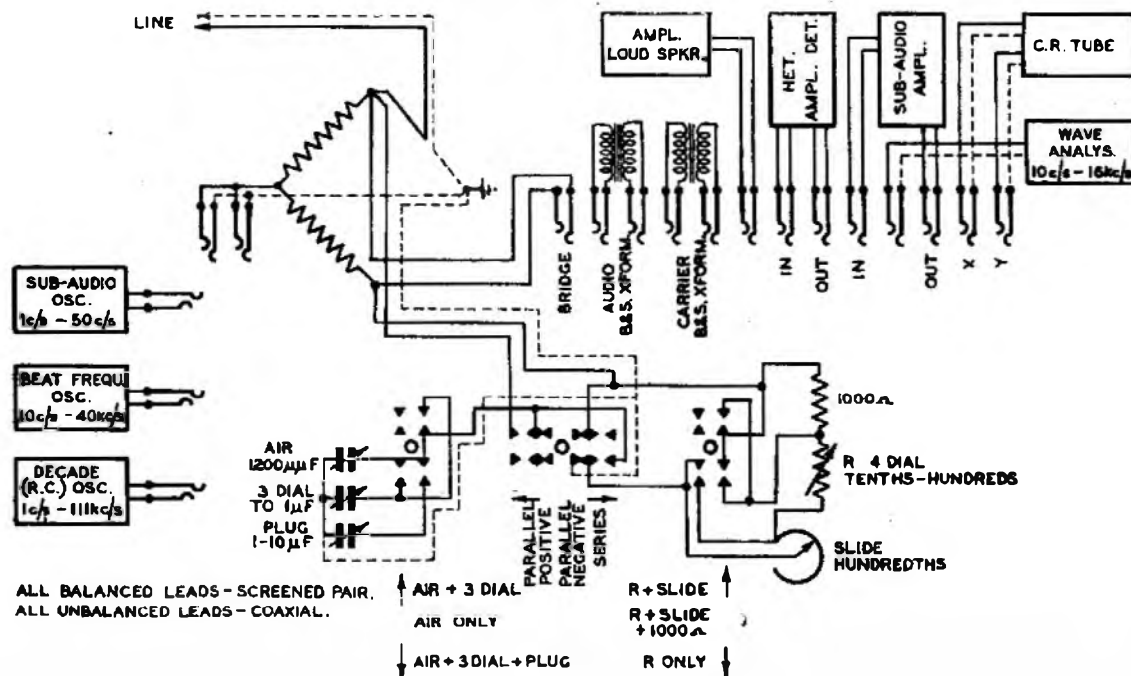 LINE
AMPL.
LOUD SPKR.
HET.
AMPL. DET.
SUB-AUDIO
AMPL.
C.R. TUBE
WAVE
ANALYS.
10c/s - 16kc/s
BRIDGE
AUDIO
B&S. XFORM.
CARRIER
B&S. XFORM.
IN
OUT
IN
OUT
X
Y
SUB-AUDIO
OSC.
1c/s - 50c/s
BEAT FREQU.
OSC.
10c/s - 40kc/s
DECADE
(R.C.) OSC.
1c/s - 111kc/s
AIR
1200μμF
3 DIAL
TO 1μF
PLUG
1-10μF
PARALLEL
POSITIVE
PARALLEL
NEGATIVE
SERIES
1000Ω
R 4 DIAL
TENTHS-HUNDREDS
SLIDE
HUNDREDTHS
ALL BALANCED LEADS-SCREENED PAIR.
ALL UNBALANCED LEADS-COAXIAL.
AIR + 3 DIAL
AIR ONLY
AIR + 3 DIAL + PLUG
R + SLIDE
R + SLIDE
+1000Ω
R ONLY